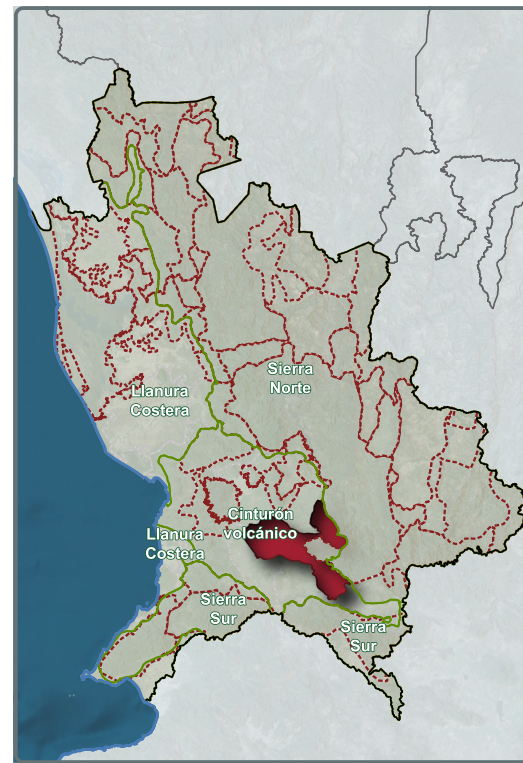 Sierra
Norte
Llanura
Costera
Cinturón
volcánico
Llanura
Costera
Sierra
Sur
Sierra
Sur